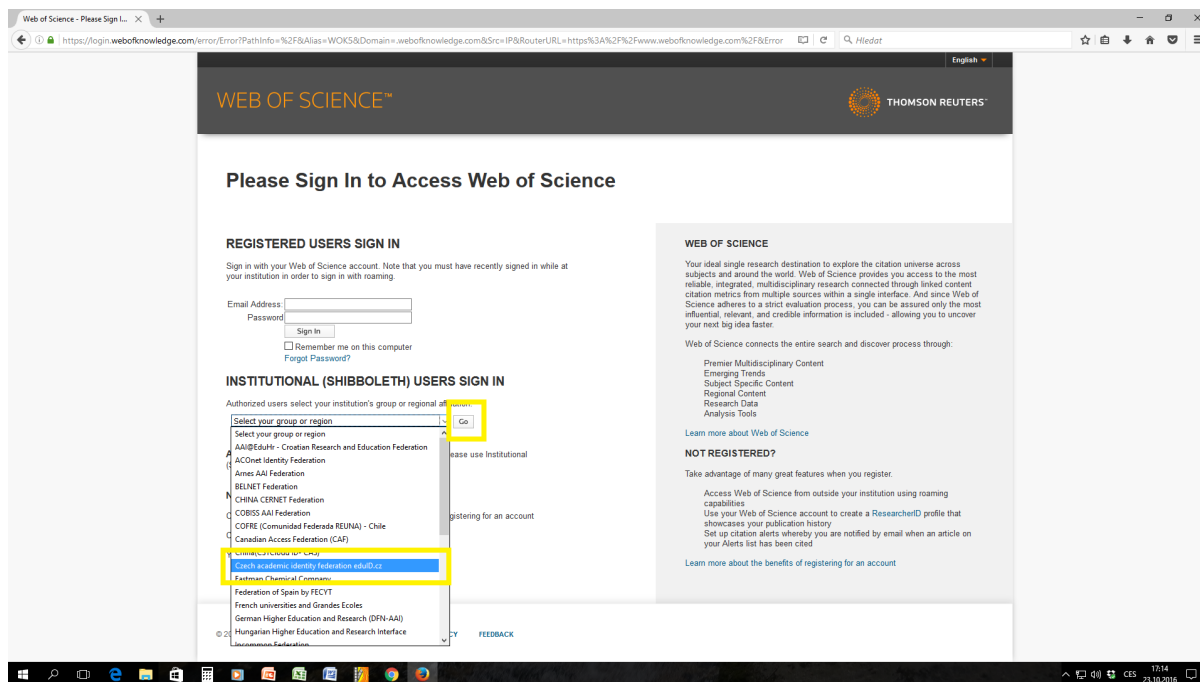 Web of Science - Please Sign I...
https://login.webofknowledge.com/error/Error?PathInfo=%2F&Alias=WOK5&Domain=.webofknowledge.com&Src=IP&RouterURL=https%3A%2F%2Fwww.webofknowledge.com%2F&Error
Hledat
English
WEB OF SCIENCE™
THOMSON REUTERS™
Please Sign In to Access Web of Science
REGISTERED USERS SIGN IN
Sign in with your Web of Science account. Note that you must have recently signed in while at
your institution in order to sign in with roaming.
Email Address:
Password
Sign In
Remember me on this computer
Forgot Password?
INSTITUTIONAL (SHIBBOLETH) USERS SIGN IN
Authorized users select your institution's group or regional affiliation:
Select your group or region
Go
Select your group or region
AAI@EduHr - Croatian Research and Education Federation
ACOnet Identity Federation
Arnes AAI Federation
BELNET Federation
CHINA CERNET Federation
COBISS AAI Federation
COFRE (Comunidad Federada REUNA) - Chile
Canadian Access Federation (CAF)
China(CSTCloud ID- CAS)
Czech academic identity federation eduID.cz
Eastman Chemical Company
Federation of Spain by FECYT
French universities and Grandes Ecoles
German Higher Education and Research (DFN-AAI)
Hungarian Higher Education and Research Interface
Incommon Federation
ease use Institutional
gistering for an account
© 20
CY
FEEDBACK
WEB OF SCIENCE
Your ideal single research destination to explore the citation universe across
subjects and around the world. Web of Science provides you access to the most
reliable, integrated, multidisciplinary research connected through linked content
citation metrics from multiple sources within a single interface. And since Web of
Science adheres to a strict evaluation process, you can be assured only the most
influential, relevant, and credible information is included - allowing you to uncover
your next big idea faster.
Web of Science connects the entire search and discover process through:
Premier Multidisciplinary Content
Emerging Trends
Subject Specific Content
Regional Content
Research Data
Analysis Tools
Learn more about Web of Science
NOT REGISTERED?
Take advantage of many great features when you register.
Access Web of Science from outside your institution using roaming
capabilities
Use your Web of Science account to create a ResearcherID profile that
showcases your publication history
Set up citation alerts whereby you are notified by email when an article on
your Alerts list has been cited
Learn more about the benefits of registering for an account
CES
17:14
23.10.2016